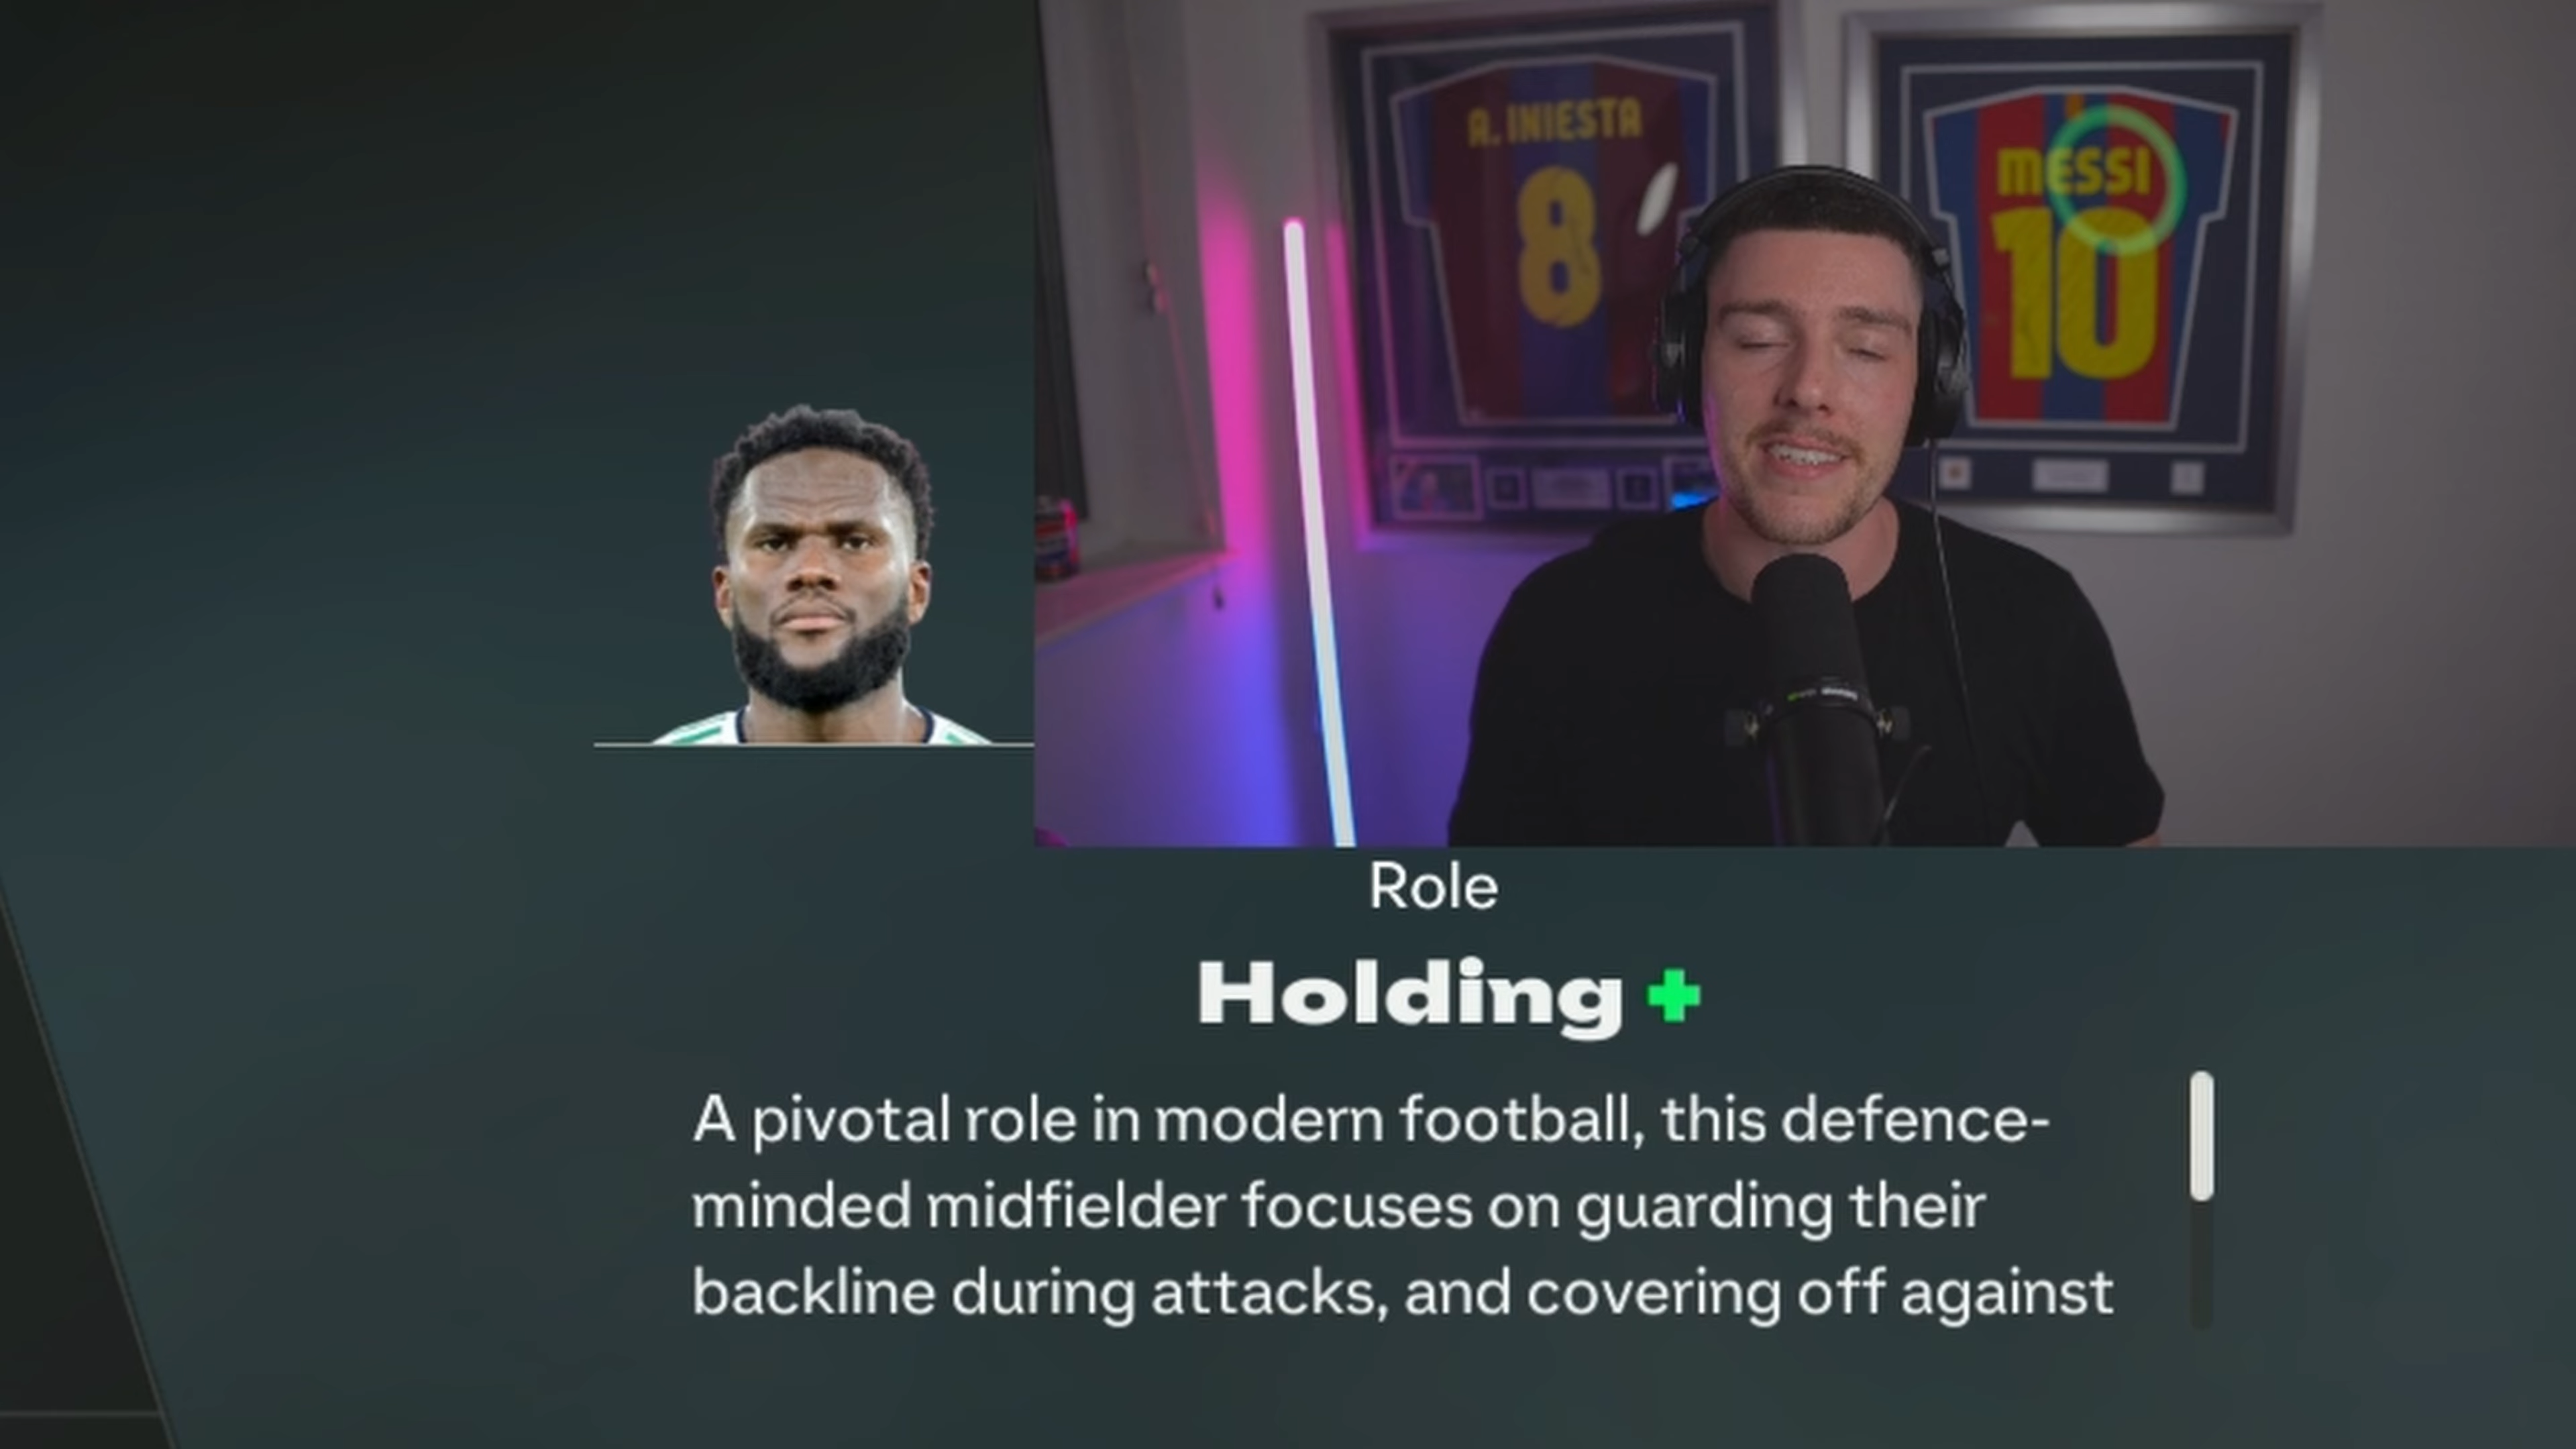 A. INIESTA
8
MESSI
10
Role
Holding +
A pivotal role in modern football, this defence-
minded midfielder focuses on guarding their
backline during attacks, and covering off against